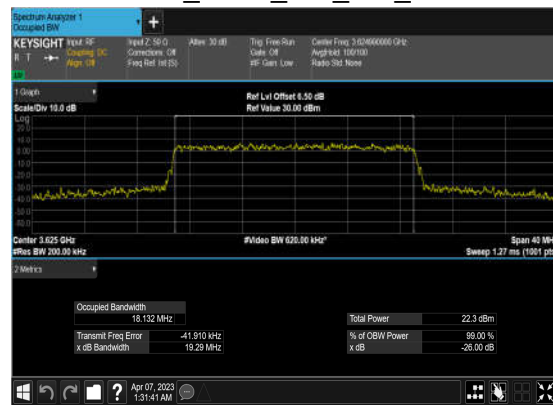 Spectrum Analyzer 1
Occupied BW
+
KEYSIGHT Input: RF Input Z: 50 Ω Atten: 30 dB Trig: Free Run Center Freq: 3.624660000 GHz
R T Coupling: DC Corrections: Off Gate: Off Avg|Hold: 100/100
Align: Off Freq Ref: Int (S) #IF Gain: Low Radio Std: None
1 Graph
Scale/Div 10.0 dB Ref Lvl Offset 6.50 dB
Ref Value 30.00 dBm
Log
20.0
10.0
0.00
-10.0
-20.0
-30.0
-40.0
-50.0
-60.0
Center 3.625 GHz #Video BW 620.00 kHz* Span 40 MH
#Res BW 200.00 kHz Sweep 1.27 ms (1001 pts
2 Metrics
Occupied Bandwidth
18.132 MHz Total Power 22.3 dBm
Transmit Freq Error -41.910 kHz % of OBW Power 99.00 %
x dB Bandwidth 19.29 MHz x dB -26.00 dB
? Apr 07, 2023
1:31:41 AM